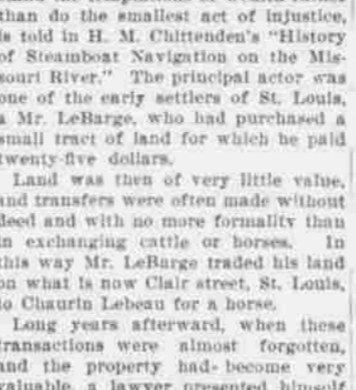 than do the smallest act of injustice,
is told in H. M. Chittenden's "History
of Steamboat Navigation on the Mis-
souri River." The principal actor was
one of the early settlers of St. Louis,
a Mr. LeBarge, who had purchased a
small tract of land for which he paid
twenty-five dollars.
Land was then of very little value,
and transfers were often made without
deed and with no more formality than
in exchanging cattle or horses. In
this way Mr. LeBarge traded his land
on what is now Clair street, St. Louis,
to Chaurin Lebeau for a horse.
Long years afterward, when these
transactions were almost forgotten,
and the property had become very
valuable, a lawyer presented himself